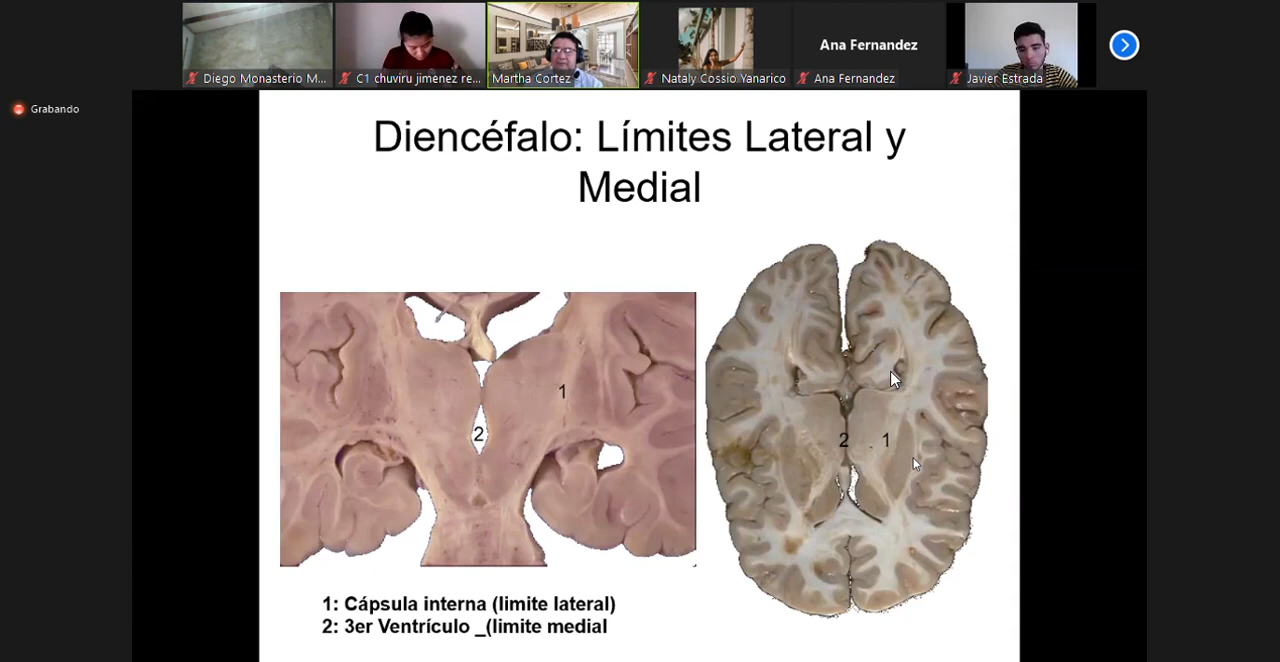 Ana Fernandez
Diego Monasterio M...
C1 chuviru jimenez re...
Martha Cortez
Nataly Cossio Yanarico
Ana Fernandez
Javier Estrada
Grabando
Diencéfalo: Límites Lateral y
Medial
1
2
2
1
1: Cápsula interna (limite lateral)
2: 3er Ventrículo _(limite medial